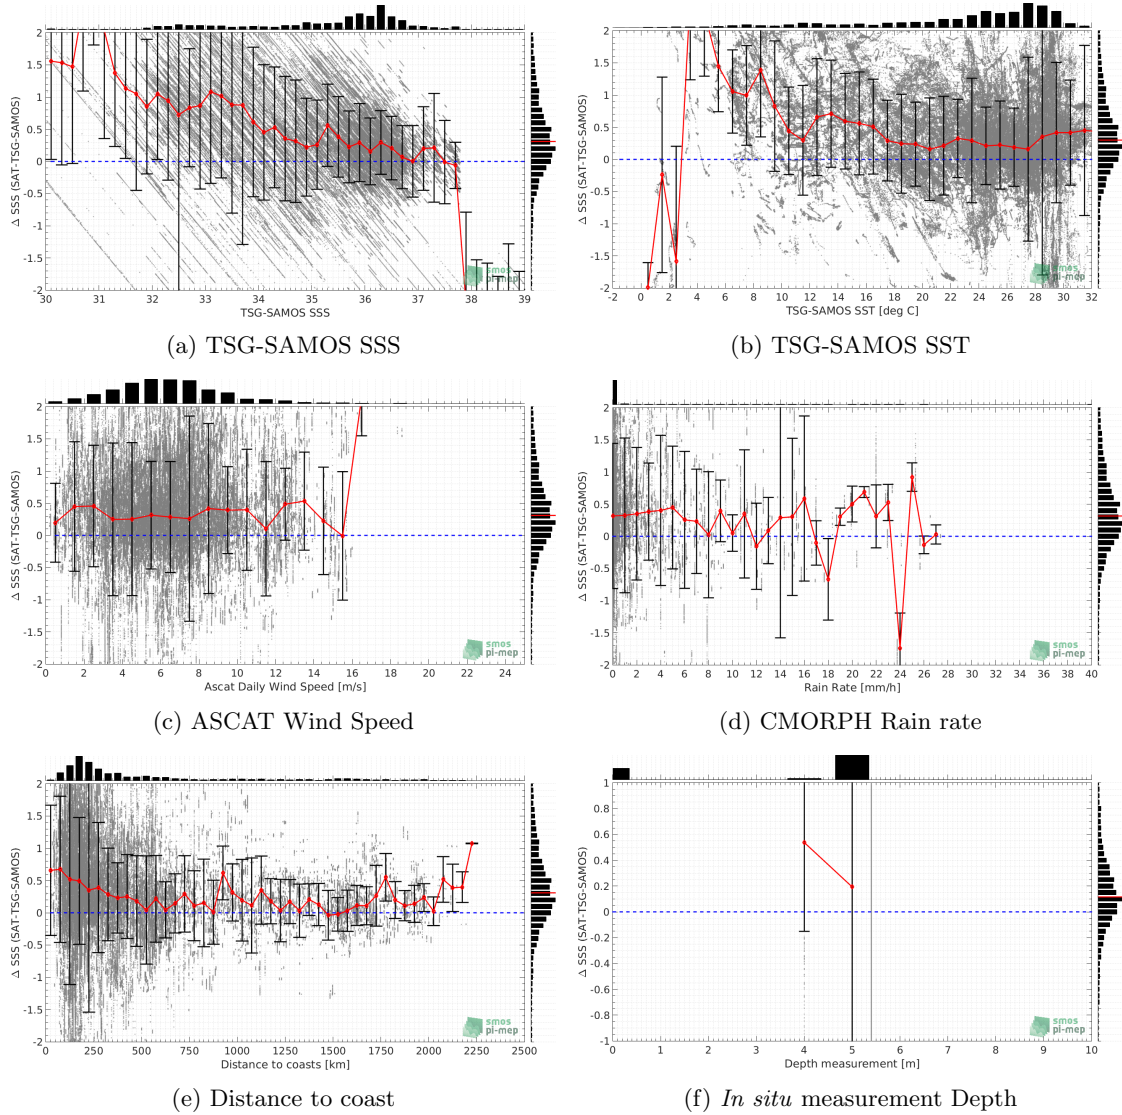 Δ SSS (SAT-TSG-SAMOS)
2
1.5
1
0.5
0
-0.5
-1
-1.5
-2
30 31 32 33 34 35 36 37 38 39
TSG-SAMOS SSS
smos
pi-mep
(a) TSG-SAMOS SSS
Δ SSS (SAT-TSG-SAMOS)
2
1.5
1
0.5
0
-0.5
-1
-1.5
-2
-2 0 2 4 6 8 10 12 14 16 18 20 22 24 26 28 30 32
TSG-SAMOS SST [deg C]
smos
pi-mep
(b) TSG-SAMOS SST
Δ SSS (SAT-TSG-SAMOS)
2
1.5
1
0.5
0
-0.5
-1
-1.5
-2
0 2 4 6 8 10 12 14 16 18 20 22 24
Ascat Daily Wind Speed [m/s]
smos
pi-mep
(c) ASCAT Wind Speed
Δ SSS (SAT-TSG-SAMOS)
2
1.5
1
0.5
0
-0.5
-1
-1.5
-2
0 2 4 6 8 10 12 14 16 18 20 22 24 26 28 30 32 34 36 38 40
Rain Rate [mm/h]
smos
pi-mep
(d) CMORPH Rain rate
Δ SSS (SAT-TSG-SAMOS)
2
1.5
1
0.5
0
-0.5
-1
-1.5
-2
0 250 500 750 1000 1250 1500 1750 2000 2250 2500
Distance to coasts [km]
smos
pi-mep
(e) Distance to coast
Δ SSS (SAT-TSG-SAMOS)
1
0.8
0.6
0.4
0.2
0
-0.2
-0.4
-0.6
-0.8
-1
0 1 2 3 4 5 6 7 8 9 10
Depth measurement [m]
smos
pi-mep
(f) In situ measurement Depth